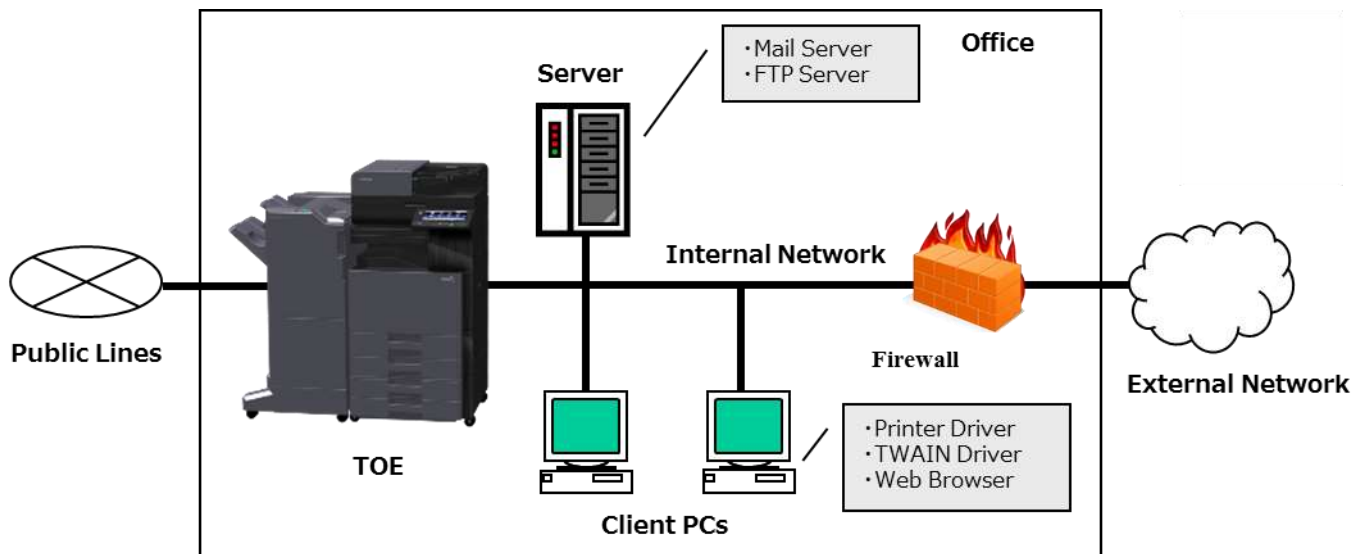 Office
・Mail Server
・FTP Server
Server
Internal Network
Public Lines
Firewall
External Network
TOE
・Printer Driver
・TWAIN Driver
・Web Browser
Client PCs